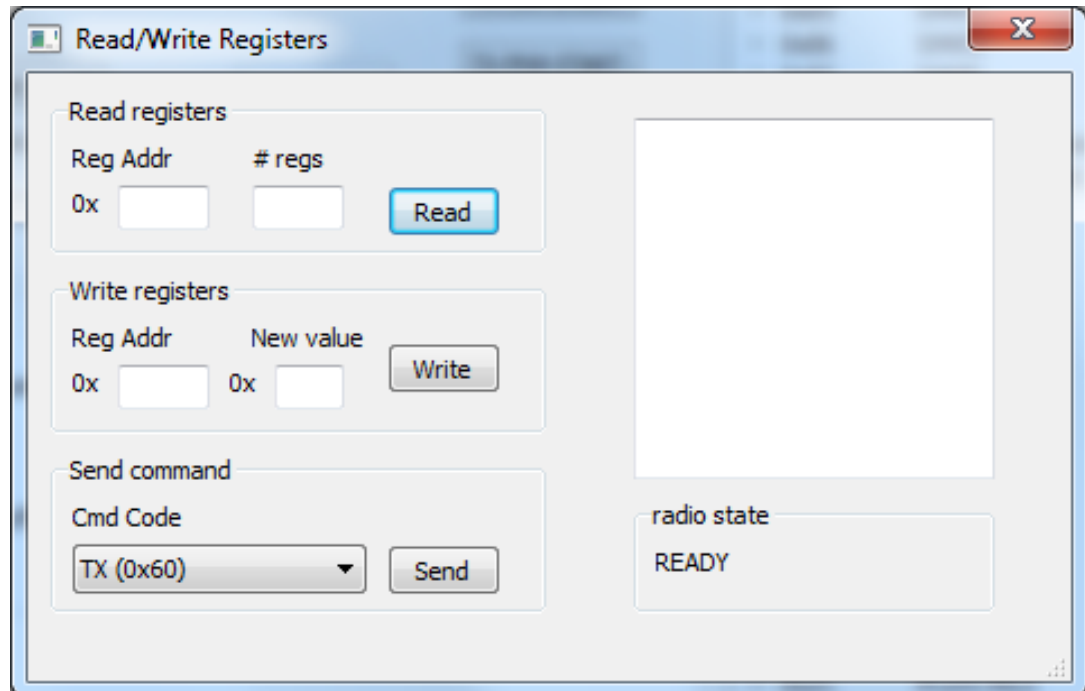 Read/Write Registers
Read registers
Reg Addr # regs
0x
Read
Write registers
Reg Addr New value
0x 0x
Write
Send command
Cmd Code
TX (0x60)
Send
radio state
READY